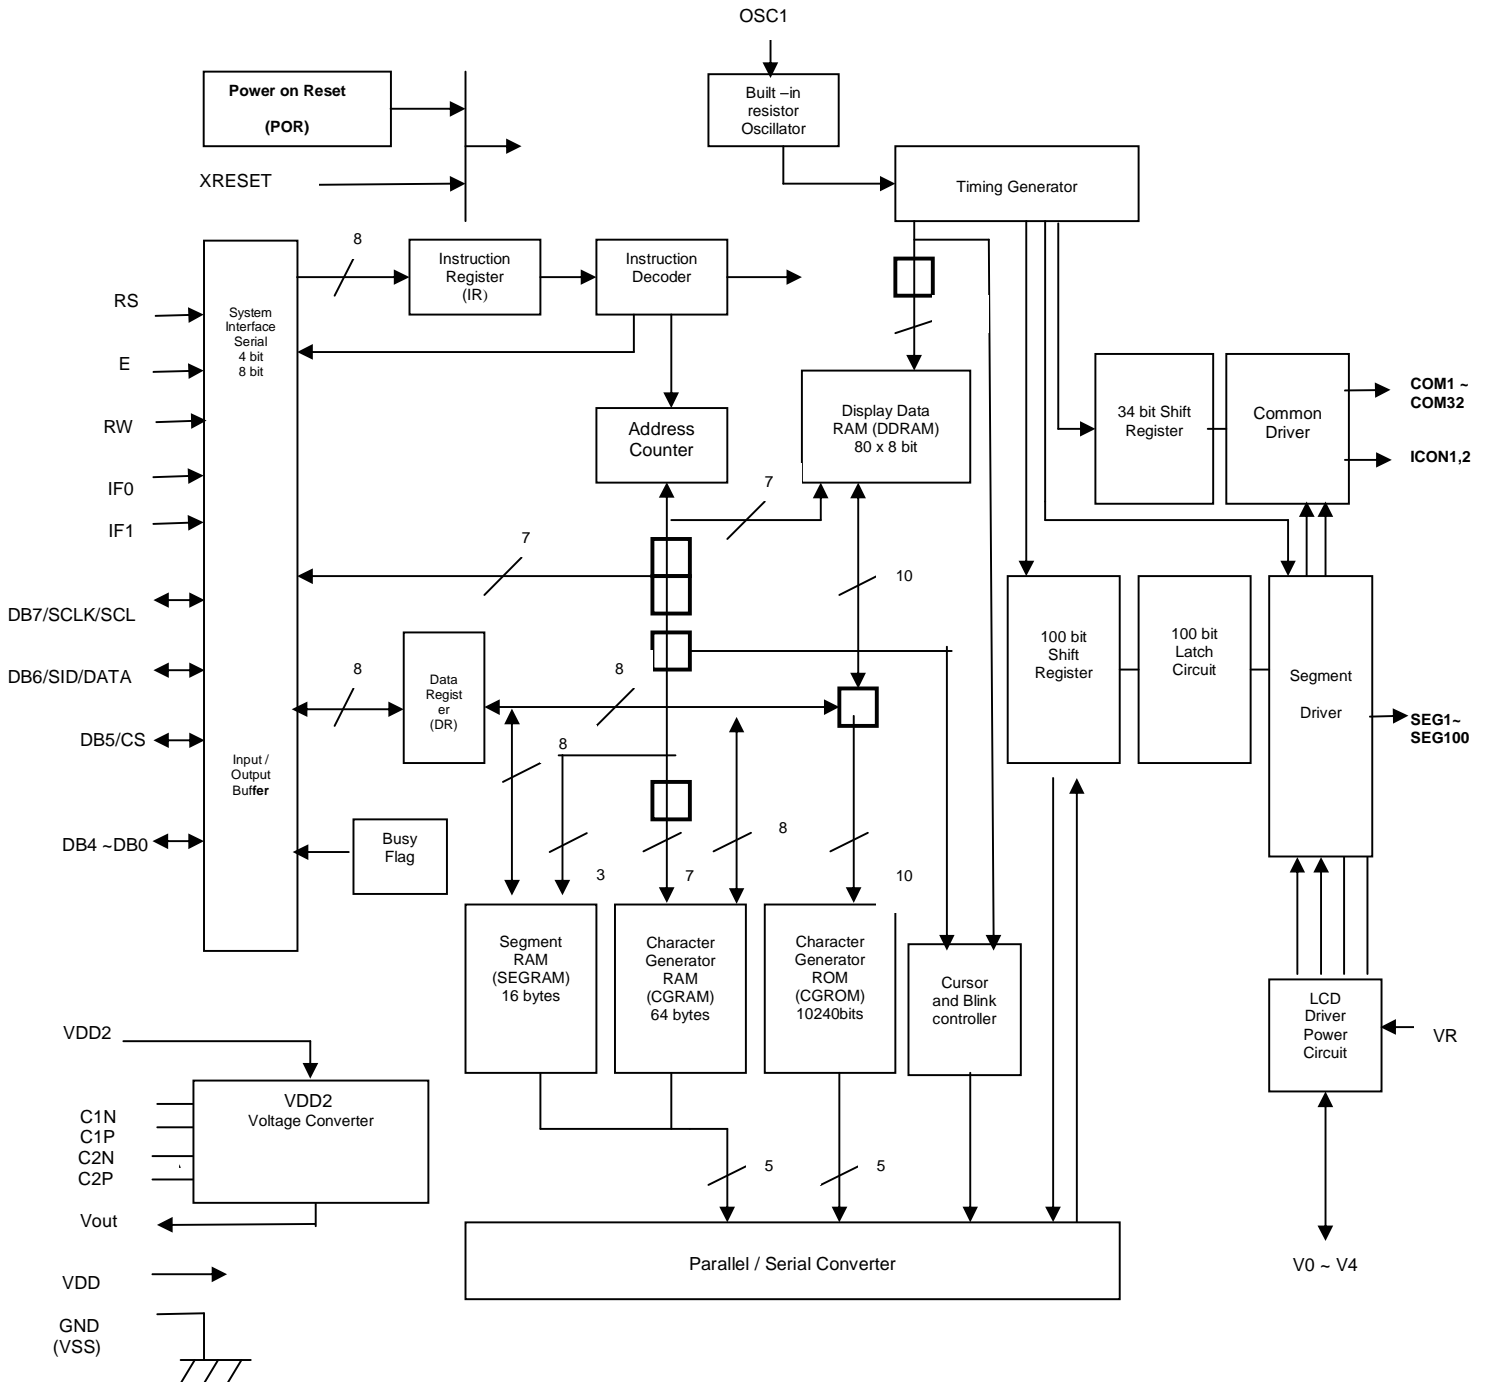 OSC1
Power on Reset
(POR)
Built –in
resistor
Oscillator
XRESET
Timing Generator
8
Instruction
Register
(IR)
Instruction
Decoder
RS
E
RW
IF0
IF1
System
Interface
Serial
4 bit
8 bit
Address
Counter
Display Data
RAM (DDRAM)
80 x 8 bit
34 bit Shift
Register
Common
Driver
COM1 ~
COM32
ICON1,2
7
7
10
DB7/SCLK/SCL
DB6/SID/DATA
DB5/CS
DB4 ~DB0
8
Data
Regist
er
(DR)
8
8
100 bit
Shift
Register
100 bit
Latch
Circuit
Segment
Driver
SEG1~
SEG100
Input /
Output
Buffer
Busy
Flag
8
3
7
10
Segment
RAM
(SEGRAM)
16 bytes
Character
Generator
RAM
(CGRAM)
64 bytes
Character
Generator
ROM
(CGROM)
10240bits
Cursor
and Blink
controller
LCD
Driver
Power
Circuit
VR
VDD2
VDD2
Voltage Converter
C1N
C1P
C2N
C2P
Vout
5
5
Parallel / Serial Converter
V0 ~ V4
VDD
GND
(VSS)